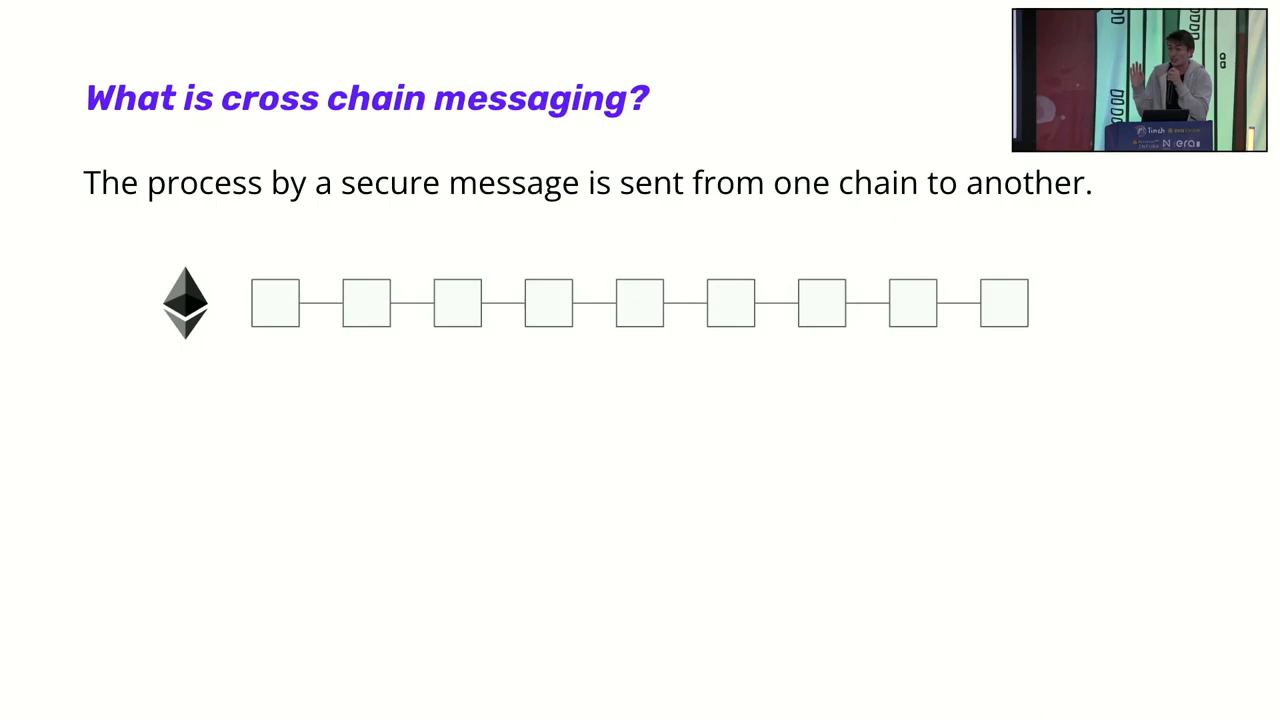 What is cross chain messaging?
The process by a secure message is sent from one chain to another.